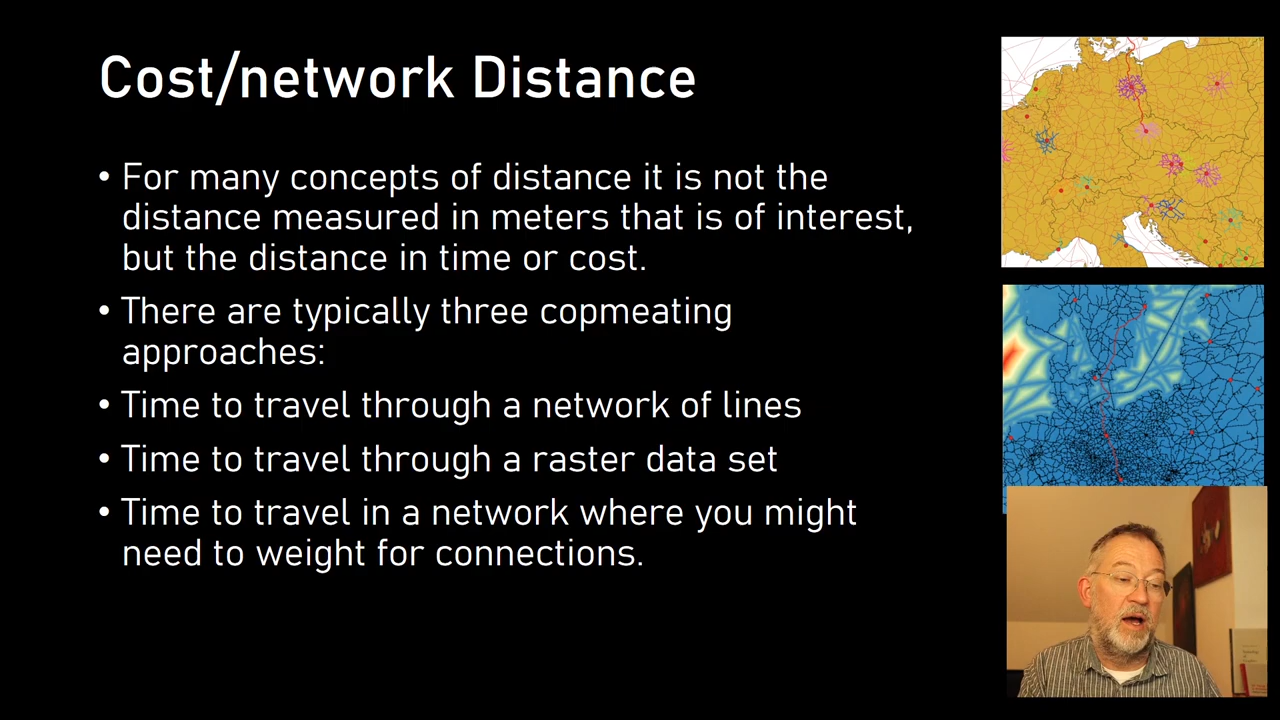 Cost/network Distance
• For many concepts of distance it is not the
distance measured in meters that is of interest,
but the distance in time or cost.
• There are typically three copmeating
approaches:
• Time to travel through a network of lines
• Time to travel through a raster data set
• Time to travel in a network where you might
need to weight for connections.